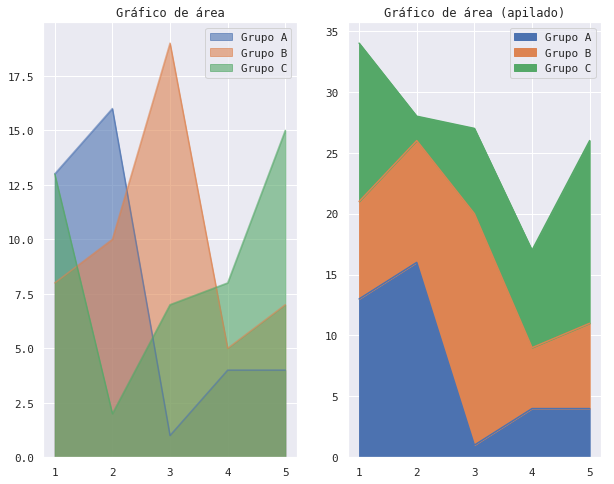 Gráfico de área
Grupo A
Grupo B
Grupo C
17.5
15.0
12.5
10.0
7.5
5.0
2.5
0.0
1 2 3 4 5
Gráfico de área (apilado)
Grupo A
Grupo B
Grupo C
35
30
25
20
15
10
5
0
1 2 3 4 5